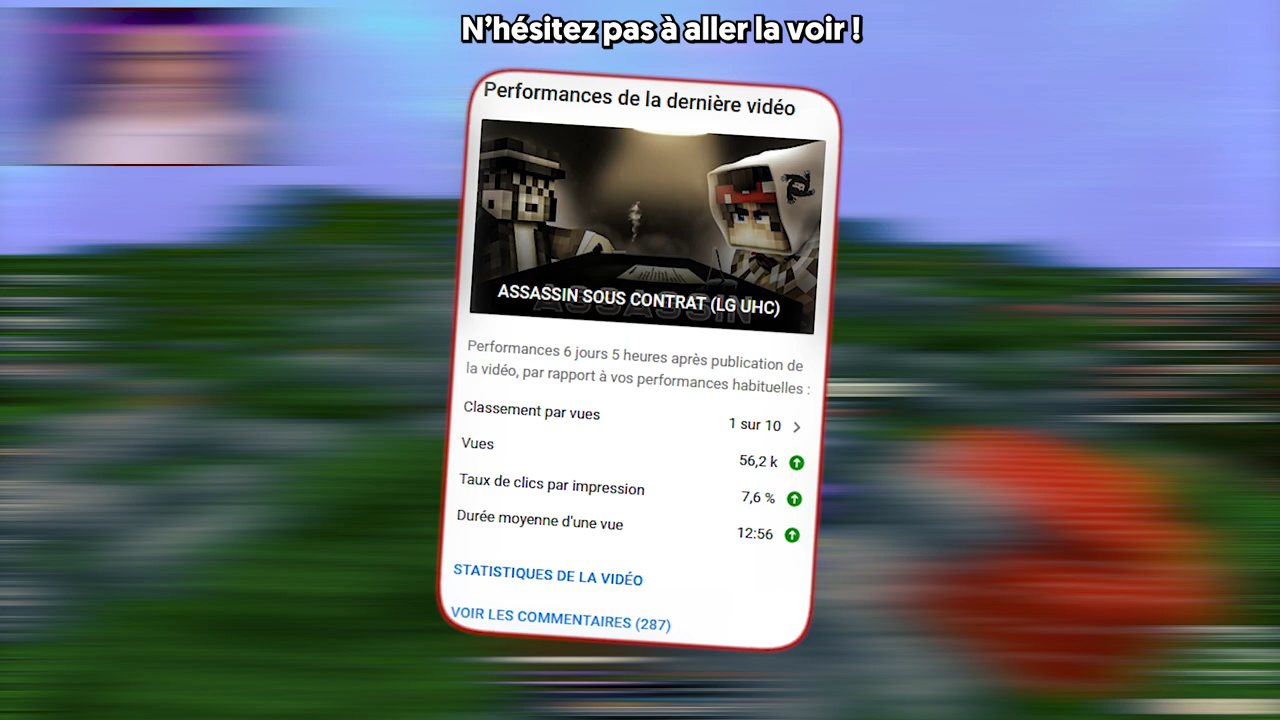 N'hésitez pas à aller la voir !
Performances de la dernière vidéo
ASSASSIN
ASSASSIN SOUS CONTRAT (LG UHC)
Performances 6 jours 5 heures après publication de
la vidéo, par rapport à vos performances habituelles :
Classement par vues 1 sur 10
Vues 56,2 k
Taux de clics par impression 7,6 %
Durée moyenne d'une vue 12:56
STATISTIQUES DE LA VIDÉO
VOIR LES COMMENTAIRES (287)